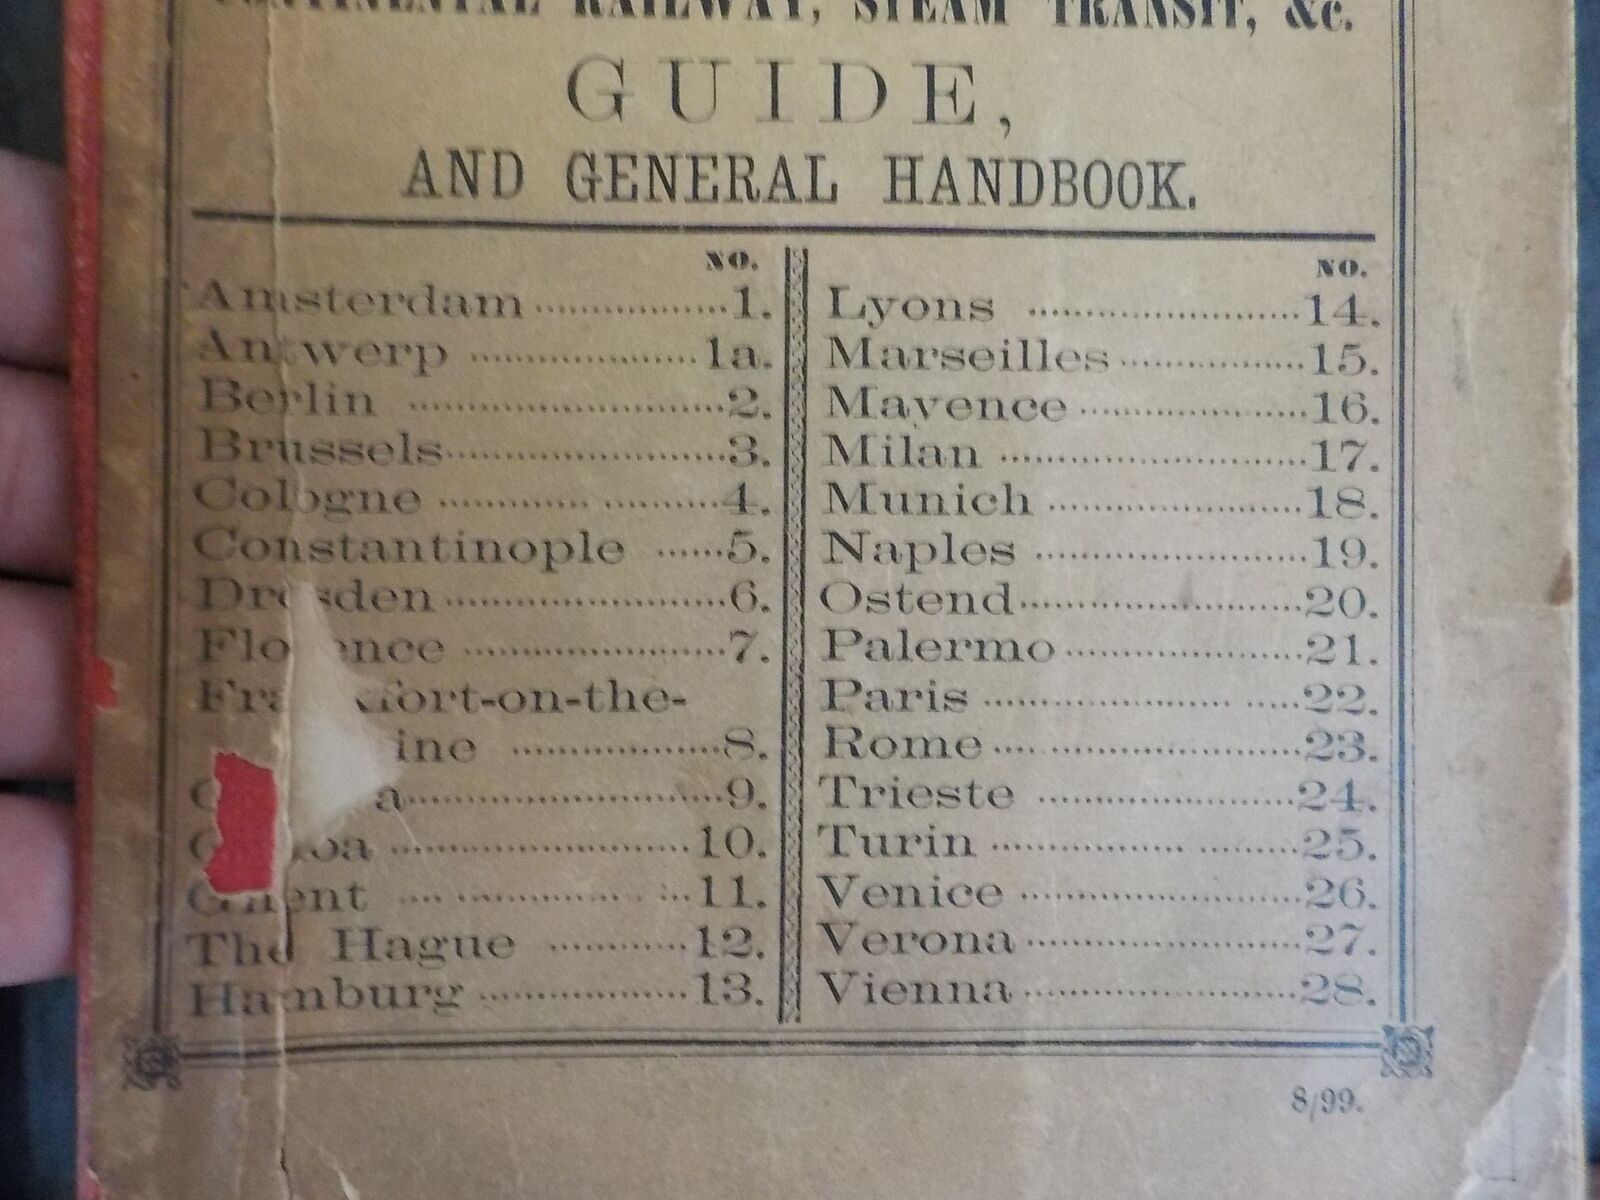 CONTINENTAL RAILWAY, STEAM TRANSIT, &c.
GUIDE,
AND GENERAL HANDBOOK.
NO.
Amsterdam 1.
Antwerp 1a.
Berlin 2.
Brussels 3.
Cologne 4.
Constantinople 5.
Dresden 6.
Florence 7.
Frankfort-on-the-
8.
9.
10.
Ghent 11.
The Hague 12.
Hamburg 13.
NO.
Lyons 14.
Marseilles 15.
Mayence 16.
Milan 17.
Munich 18.
Naples 19.
Ostend 20.
Palermo 21.
Paris 22.
Rome 23.
Trieste 24.
Turin 25.
Venice 26.
Verona 27.
Vienna 28.
8/99.